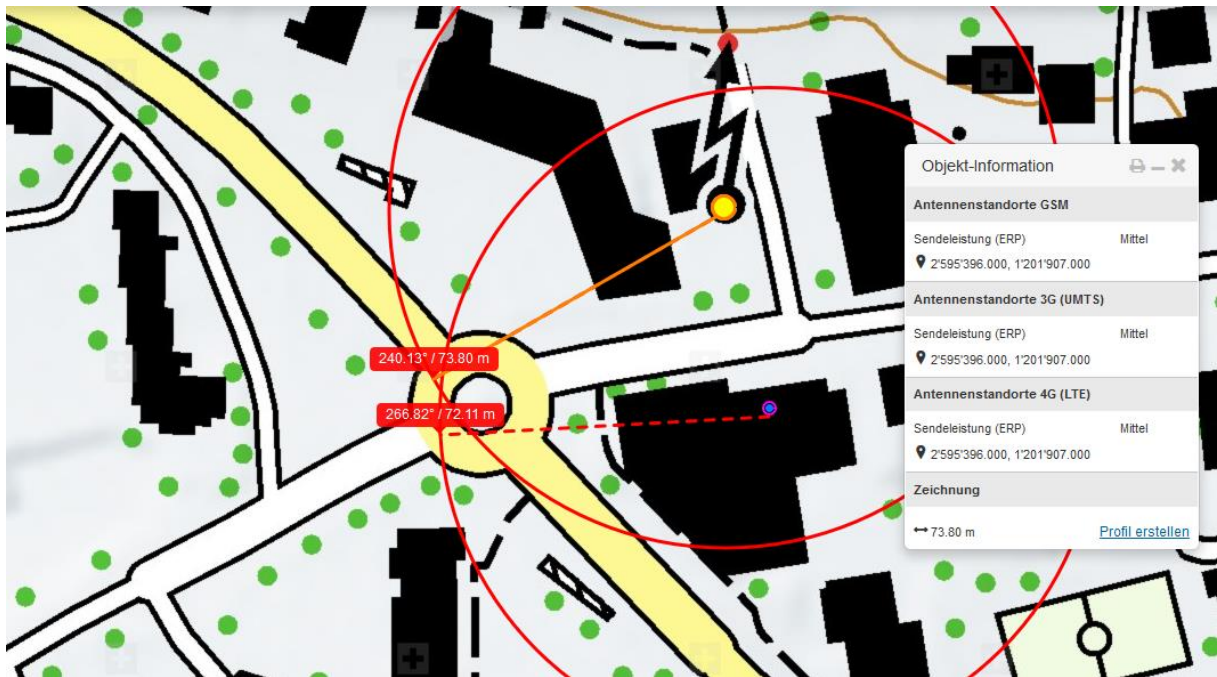 240.13° / 73.80 m
266.82° / 72.11 m
Objekt-Information
Antennenstandorte GSM
Sendeleistung (ERP) Mittel
2'595'396.000, 1'201'907.000
Antennenstandorte 3G (UMTS)
Sendeleistung (ERP) Mittel
2'595'396.000, 1'201'907.000
Antennenstandorte 4G (LTE)
Sendeleistung (ERP) Mittel
2'595'396.000, 1'201'907.000
Zeichnung
73.80 m Profil erstellen